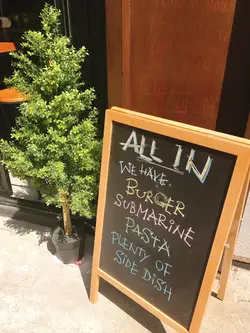 ALL IN
WE HAVE.
BURGER
SUBMARINE
PASTA
PLENTY OF
SIDE DISH